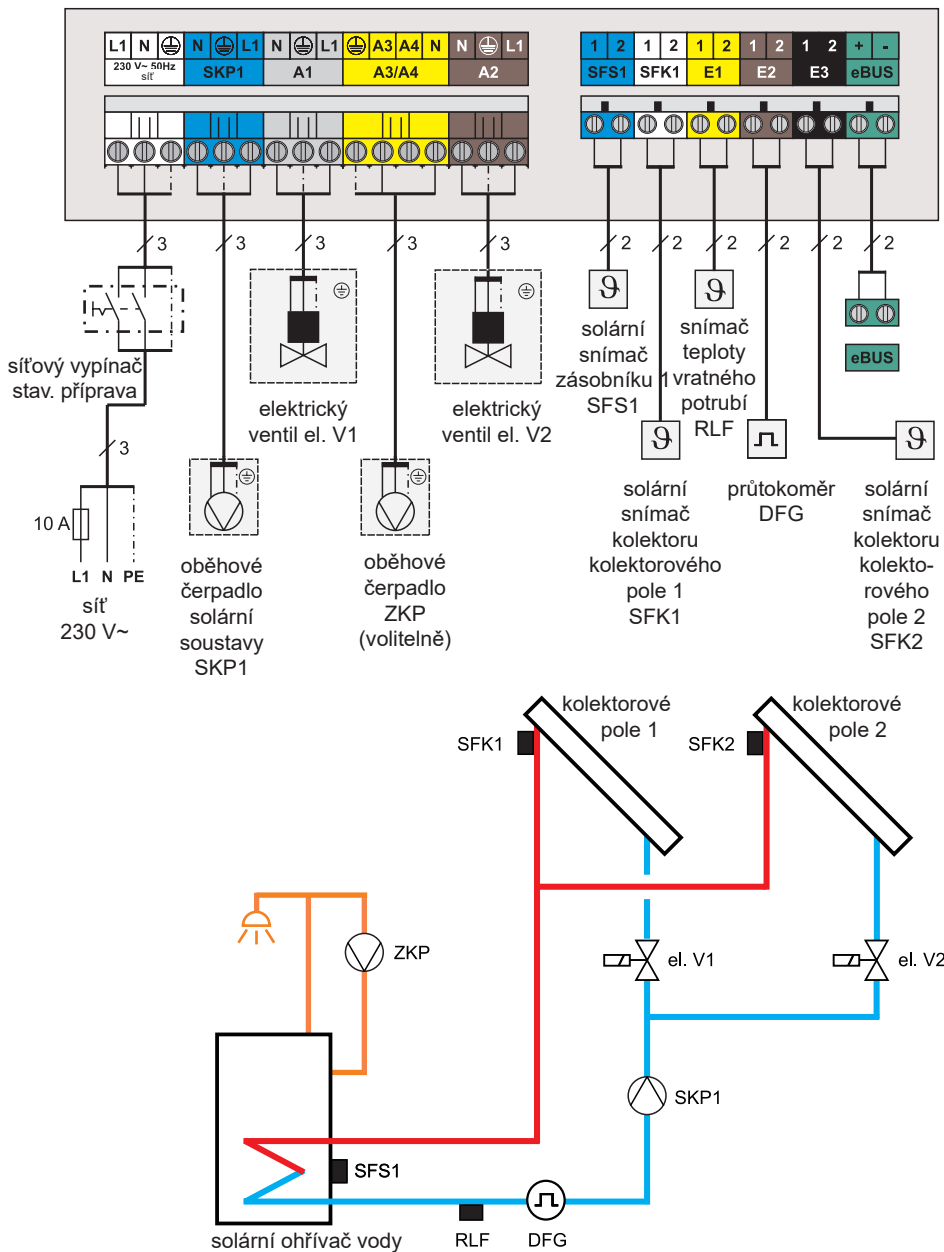 L1 N N L1 N L1 A3 A4 N N L1
230 V~ 50Hz
síť
SKP1 A1 A3/A4 A2
1 2 1 2 1 2 1 2 1 2 + -
SFS1 SFK1 E1 E2 E3 eBUS
3 3 3 3 3 2 2 2 2 2 2
síťový vypínač
stav. příprava
3
10 A
L1 N PE
síť
230 V~
oběhové
čerpadlo
solární
soustavy
SKP1
elektrický
ventil el. V1
oběhové
čerpadlo
ZKP
(volitelně)
elektrický
ventil el. V2
ϑ
solární
snímač
zásobníku 1
SFS1
ϑ
solární
snímač
kolektoru
kolektorového
pole 1
SFK1
ϑ
snímač
teploty
vratného
potrubí
RLF
průtokoměr
DFG
eBUS
ϑ
solární
snímač
kolektoru
kolekto-
rového
pole 2
SFK2
kolektorové
pole 1
kolektorové
pole 2
SFK1
SFK2
ZKP
el. V1
el. V2
SKP1
SFS1
solární ohřívač vody
RLF
DFG